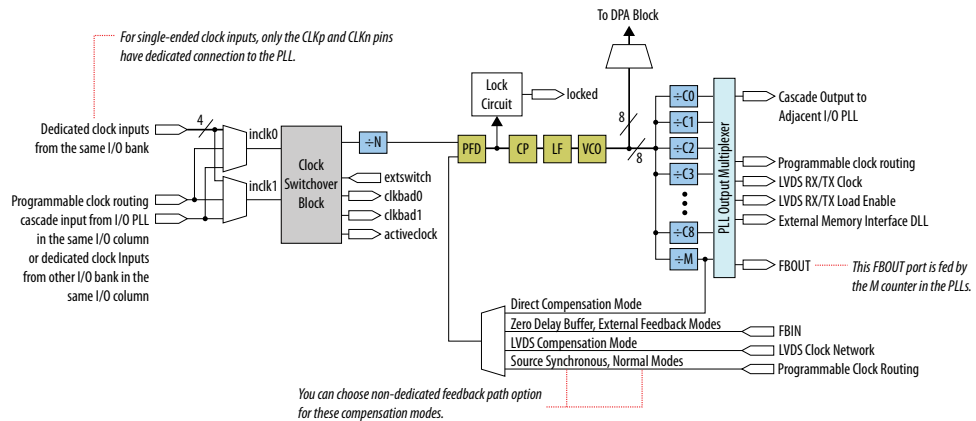 To DPA Block
For single-ended clock inputs, only the CLKp and CLKn pins
have dedicated connection to the PLL.
Lock
Circuit
locked
4
Dedicated clock inputs
from the same I/O bank
inclk0
inclk1
Programmable clock routing
cascade input from I/O PLL
in the same I/O column
or dedicated clock Inputs
from other I/O bank in the
same I/O column
Clock
Switchover
Block
÷N
extswitch
clkbad0
clkbad1
activeclock
PFD
CP
LF
VCO
8
8
÷C0
÷C1
÷C2
÷C3
÷C8
÷M
PLL Output Multiplexer
Cascade Output to
Adjacent I/O PLL
Programmable clock routing
LVDS RX/TX Clock
LVDS RX/TX Load Enable
External Memory Interface DLL
FBOUT
This FBOUT port is fed by
the M counter in the PLLs.
Direct Compensation Mode
Zero Delay Buffer, External Feedback Modes
FBIN
LVDS Compensation Mode
LVDS Clock Network
Source Synchronous, Normal Modes
Programmable Clock Routing
You can choose non-dedicated feedback path option
for these compensation modes.